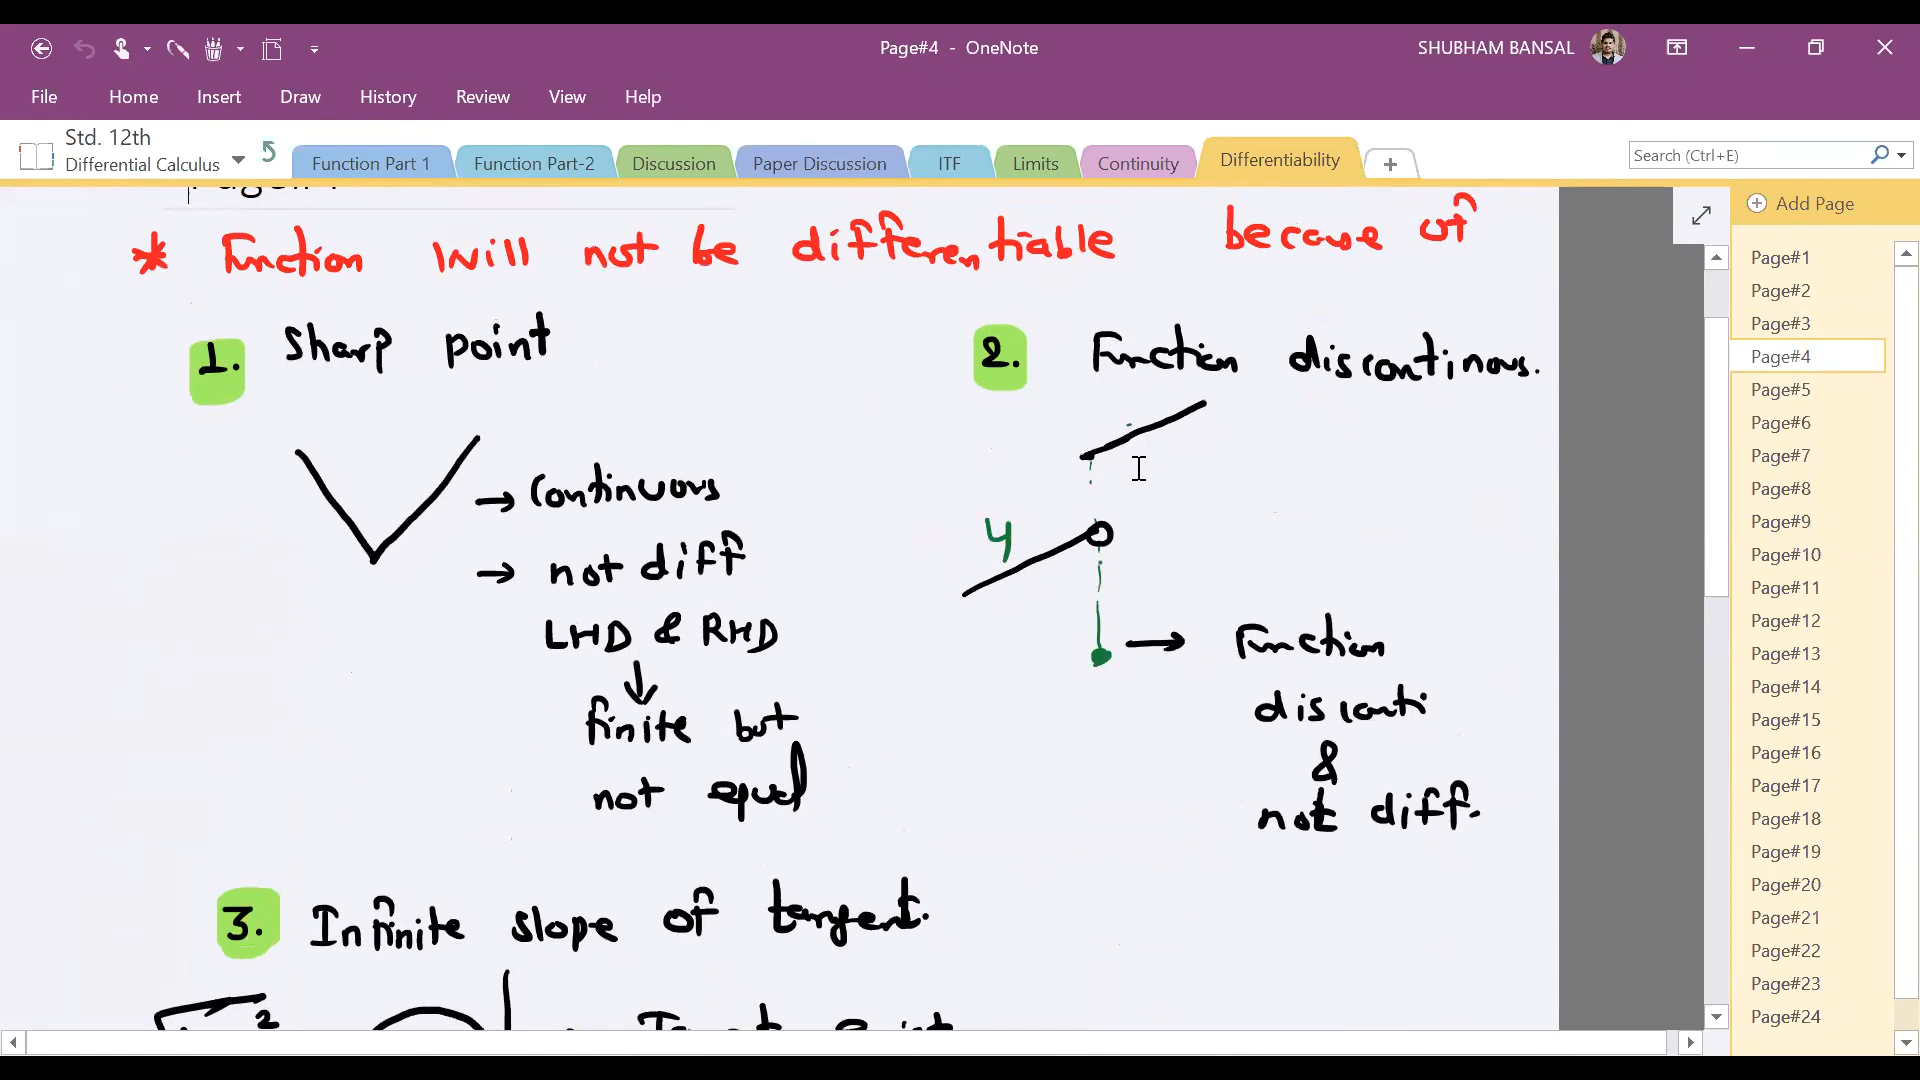 Page#4 - OneNote
SHUBHAM BANSAL
File Home Insert Draw History Review View Help
Std. 12th
Differential Calculus
Function Part 1
Function Part-2
Discussion
Paper Discussion
ITF
Limits
Continuity
Differentiability
Search (Ctrl+E)
* Function will not be differentiable because of
1. Sharp point
→ Continuous
→ not diff
LHD & RHD
↓
finite but
not equal
2. Function discontinous.
4
→ Function
disconti
&
not diff.
3. Infinite slope of tangent.
2
Add Page
Page#1
Page#2
Page#3
Page#4
Page#5
Page#6
Page#7
Page#8
Page#9
Page#10
Page#11
Page#12
Page#13
Page#14
Page#15
Page#16
Page#17
Page#18
Page#19
Page#20
Page#21
Page#22
Page#23
Page#24